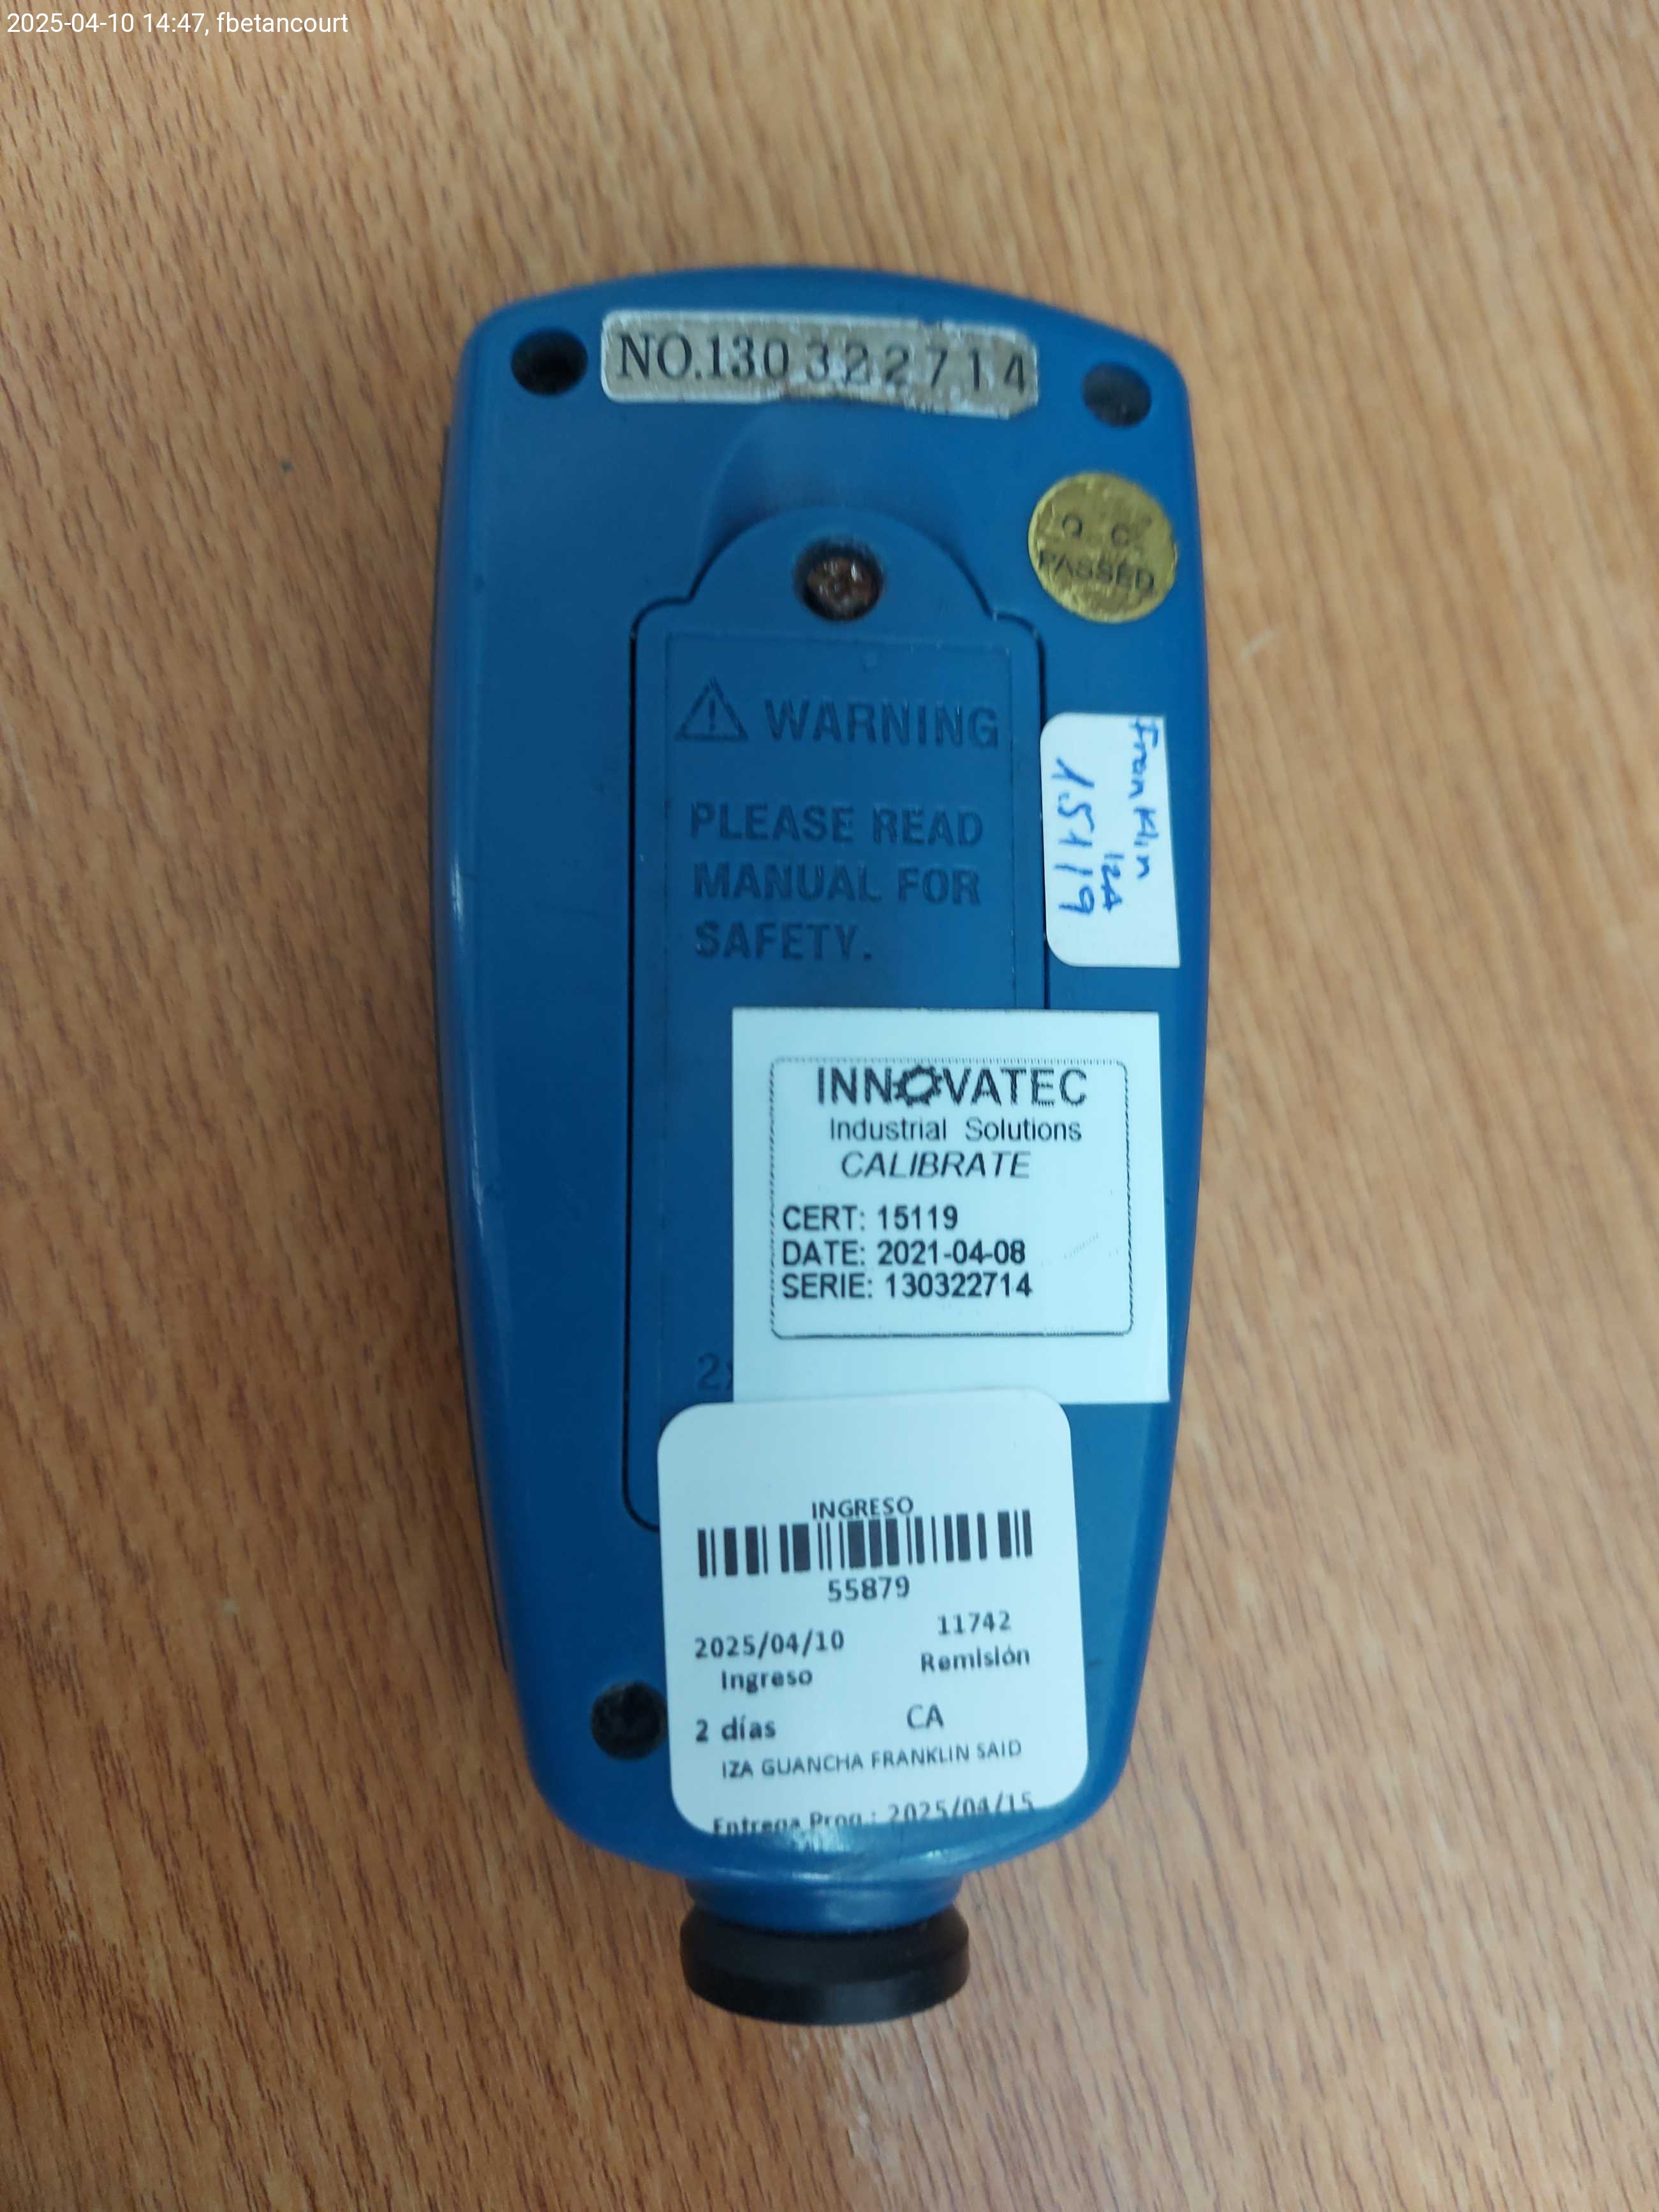 2025-04-10 14:47, fbetancourt
NO.130322714
Q C
PASSED
WARNING
PLEASE READ
MANUAL FOR
SAFETY.
Franklin
IZA
15119
INNOVATEC
Industrial Solutions
CALIBRATE
CERT: 15119
DATE: 2021-04-08
SERIE: 130322714
2x
INGRESO
55879
2025/04/10 11742
Ingreso Remisión
2 días CA
IZA GUANCHA FRANKLIN SAID
Entrega Prog.: 2025/04/15